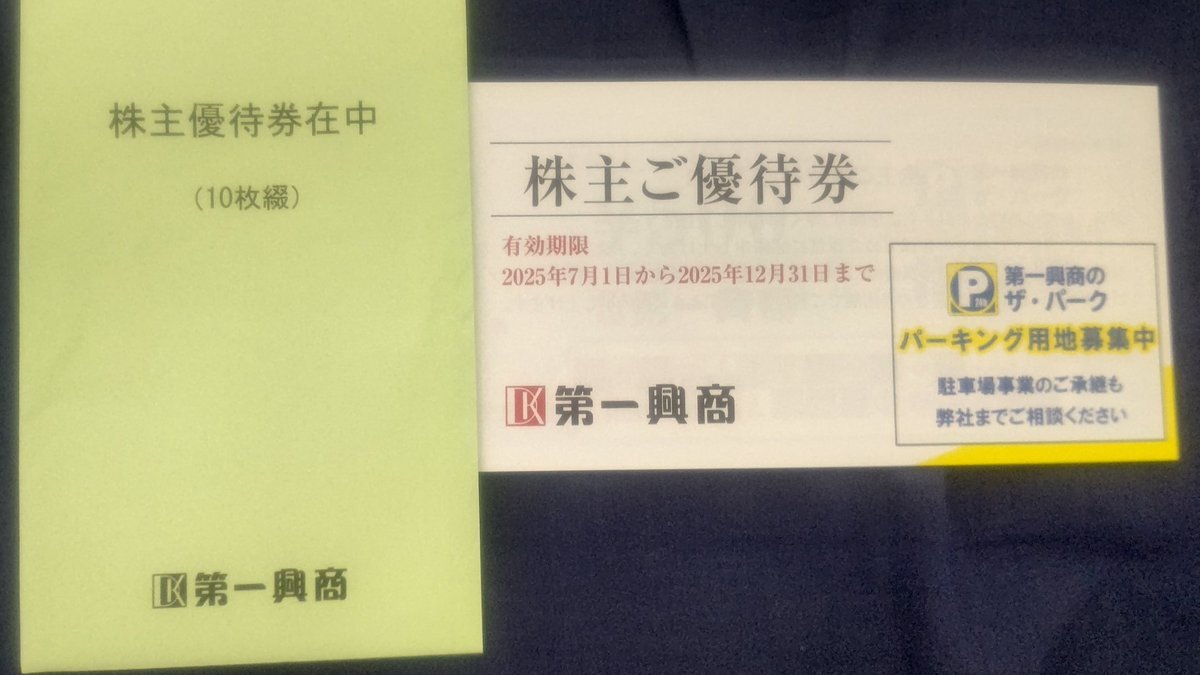 株主優待券在中
(10枚綴)
DK 第一興商
株主ご優待券
有効期限
2025年7月1日から2025年12月31日まで
DK 第一興商
P
第一興商の
ザ・パーク
パーキング用地募集中
駐車場事業のご承継も
弊社までご相談ください